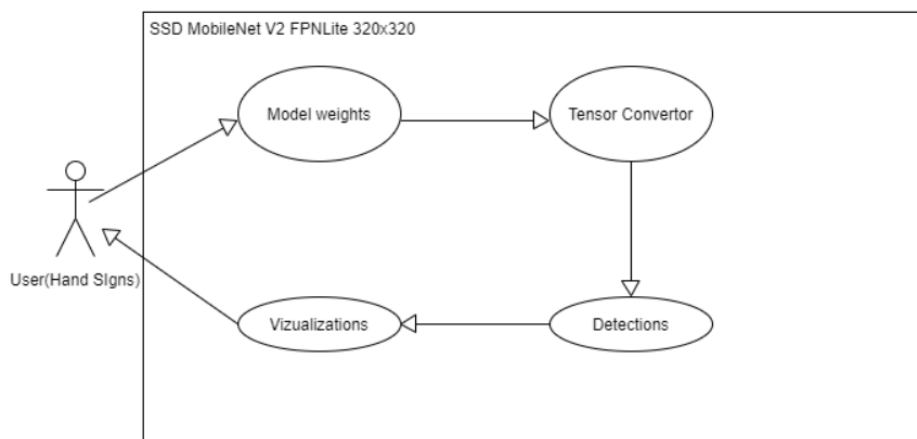 SSD MobileNet V2 FPNLite 320x320
Model weights
Tensor Convertor
User(Hand SIgns)
Vizualizations
Detections